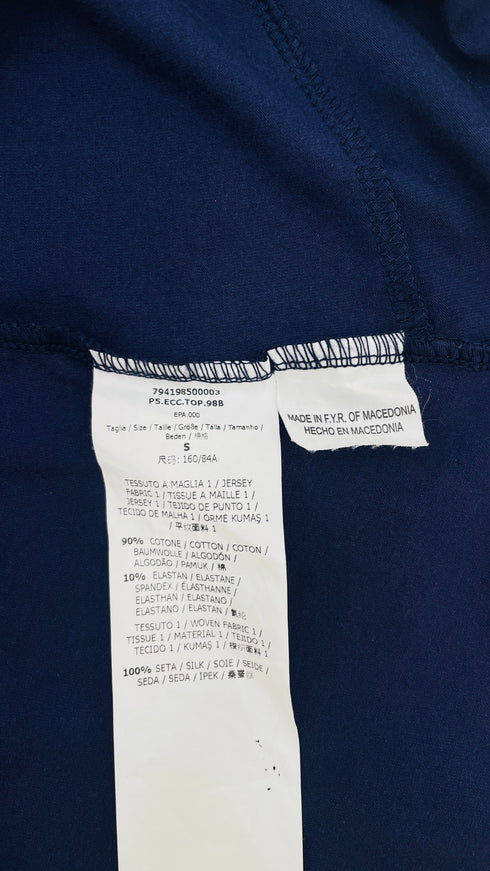 794198500003
P5.ECC.TOP.98B
EPA.000
Taglia / Size / Taille / Größe / Talla / Tamanho /
Beden /
S
尺码: 160/84A
TESSUTO A MAGLIA 1 / JERSEY
FABRIC 1 / TISSUE A MAILLE 1 /
JERSEY 1 / TEJIDO DE PUNTO 1 /
TECIDO DE MALHA 1 / ÖRME KUMAŞ 1
/ 平纹面料 1
90% COTONE / COTTON / COTON /
BAUMWOLLE / ALGODÓN /
ALGODÃO / PAMUK / 棉
10% ELASTAN / ELASTANE /
SPANDEX / ÉLASTHANNE /
ELASTHAN / ELASTANO /
ELASTANO / ELASTAN /
TESSUTO 1 / WOVEN FABRIC 1 /
TISSUE 1 / MATERIAL 1 / TEJIDO 1 /
TECIDO 1 / KUMAŞ 1 / 梭织面料 1
100% SETA / SILK / SOIE / SEIDE /
SEDA / SEDA / IPEK / 桑蚕丝
MADE IN F.Y.R. OF MACEDONIA
HECHO EN MACEDONIA